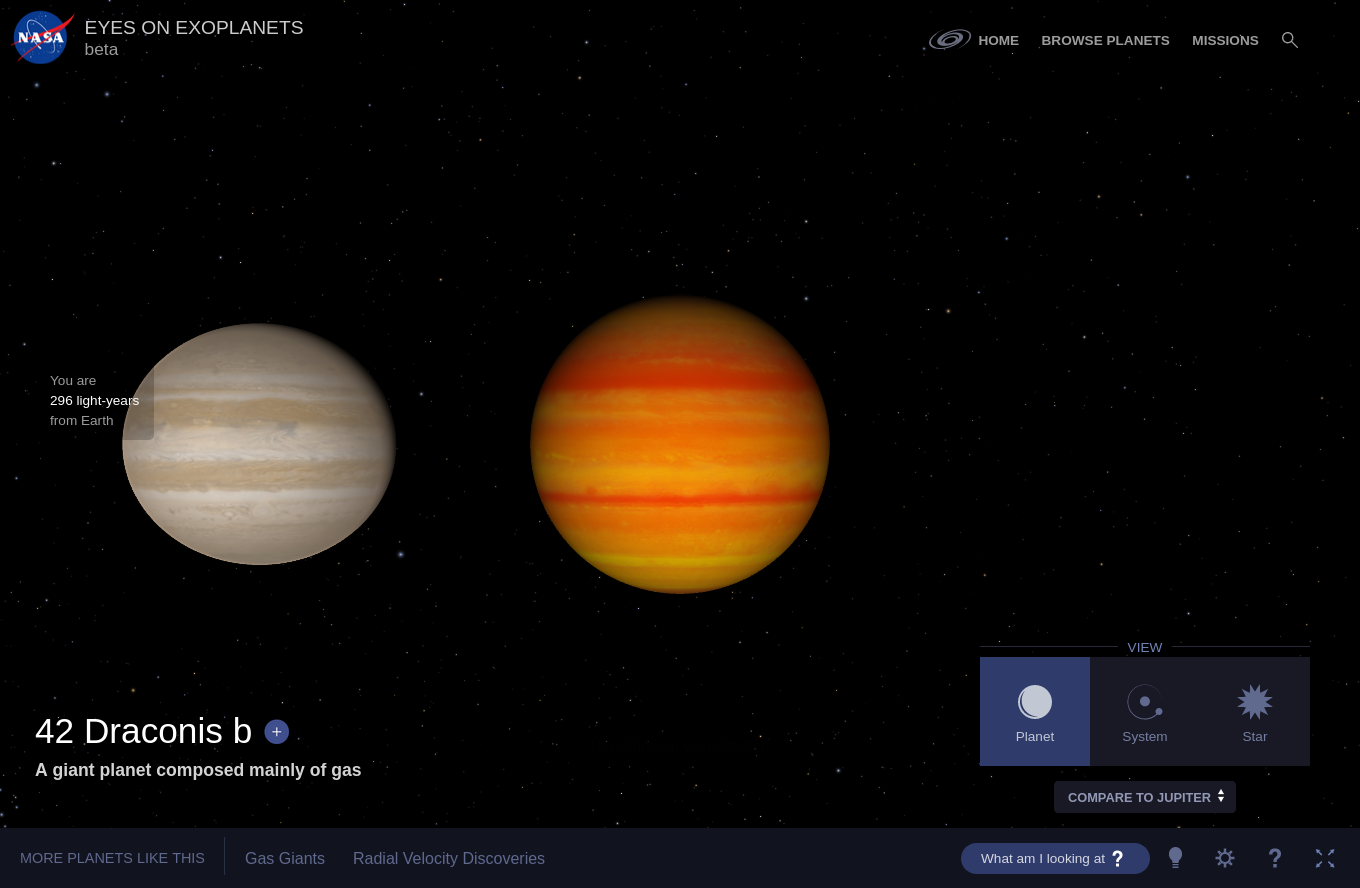 NASA
EYES ON EXOPLANETS
beta
HOME
BROWSE PLANETS
MISSIONS
You are
296 light-years
from Earth
VIEW
Planet
System
Star
42 Draconis b +
A giant planet composed mainly of gas
COMPARE TO JUPITER
MORE PLANETS LIKE THIS
Gas Giants
Radial Velocity Discoveries
What am I looking at ?
?